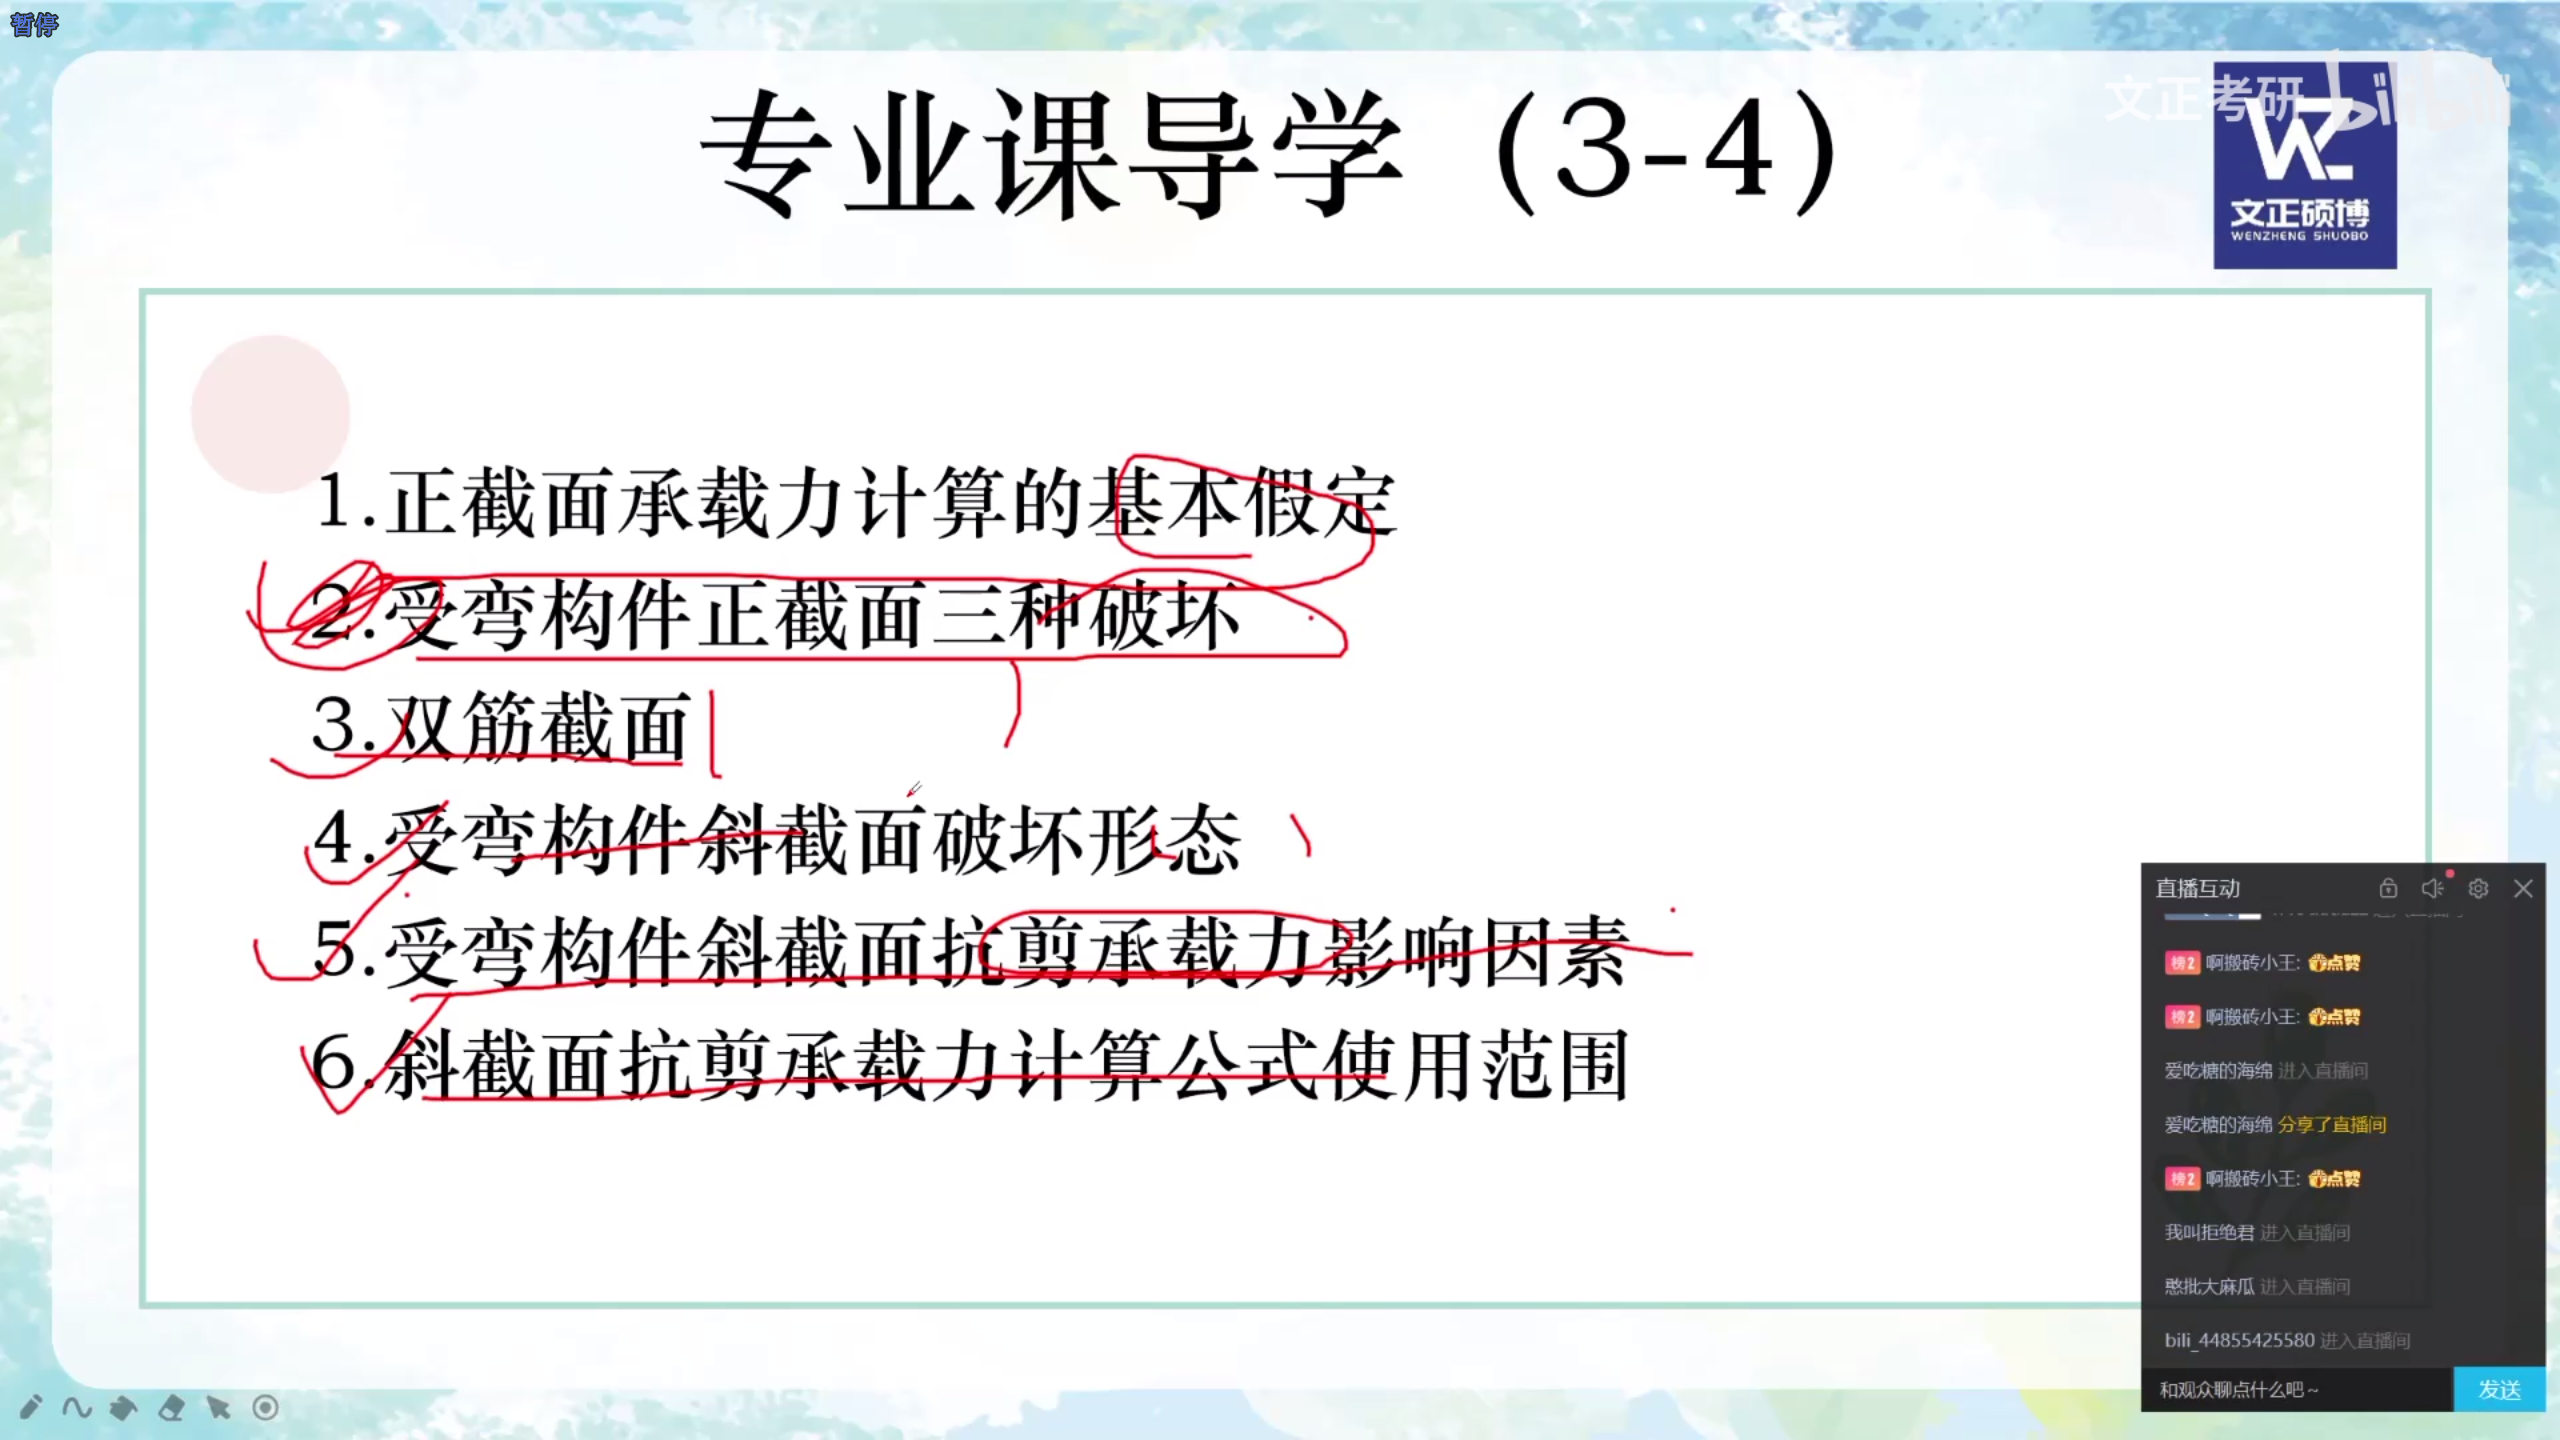 暂停
专业课导学（3-4）
文正考研 bilibili
WZ
文正硕博
WENZHENG SHUOBO
1.正截面承载力计算的基本假定
2.受弯构件正截面三种破坏
3.双筋截面
4.受弯构件斜截面破坏形态
5.受弯构件斜截面抗剪承载力影响因素
6.斜截面抗剪承载力计算公式使用范围
直播互动
榜2 啊搬砖小王: 点赞
榜2 啊搬砖小王: 点赞
爱吃糖的海绵 进入直播间
爱吃糖的海绵 分享了直播间
榜2 啊搬砖小王: 点赞
我叫拒绝君 进入直播间
憨批大麻瓜 进入直播间
bili_44855425580 进入直播间
和观众聊点什么吧~
发送